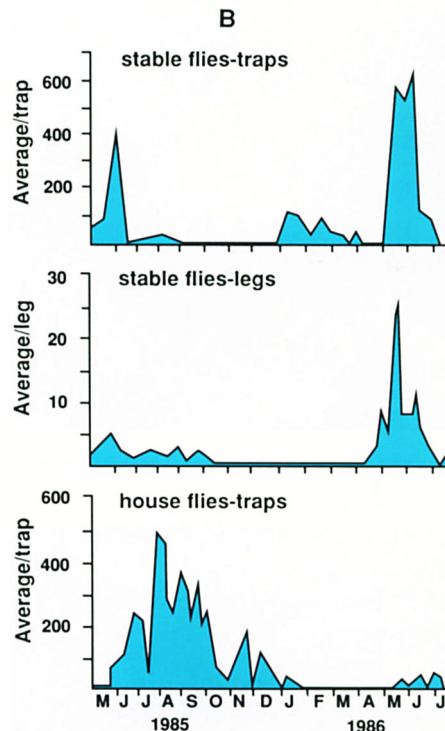 B
stable flies-traps
Average/trap
600
400
200
stable flies-legs
Average/leg
30
20
10
house flies-traps
Average/trap
600
400
200
M J J A S O N D J F M A M J J
1985 1986